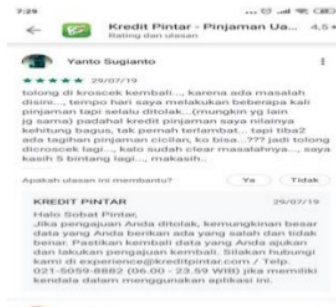 7:29
Kredit Pintar - Pinjaman Ua... 4,5
Rating dan ulasan
Yanto Sugianto
29/07/19
tolong di kroscek kembali..., karena ada masalah
disini..., tempo hari saya melakukan beberapa kali
pinjaman tapi selalu ditolak...(mungkin yg lain
jg sama) padahal kredit pinjaman saya nilainya
kehitung bagus, tak pernah terlambat... tapi tiba2
ada tagihan pinjaman cicilan, ko bisa...??? jadi tolong
dicroscek lagi..., kalo sudah clear masalahnya..., saya
kasih 5 bintang lagi..., makasih..
Apakah ulasan ini membantu? Ya Tidak
KREDIT PINTAR 29/07/19
Halo Sobat Pintar,
Jika pengajuan Anda ditolak, kemungkinan besar
data yang Anda berikan ada yang salah dan tidak
benar. Pastikan kembali data yang Anda ajukan
dan lakukan pengajuan kembali. Silakan hubungi
kami di experience@kreditpintar.com / Telp.
021-5059-8882 (06.00 - 23.59 WIB) jika memiliki
kendala dalam menggunakan aplikasi ini.